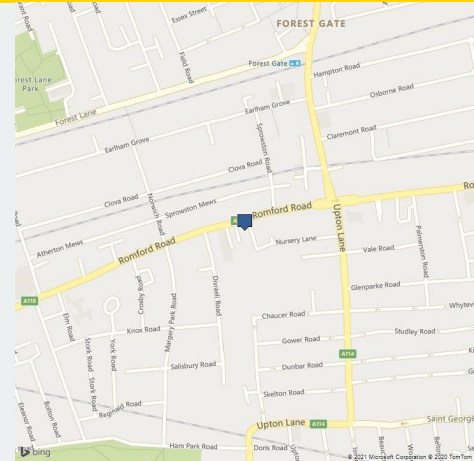 FOREST GATE
Essex Street
Field Road
Forest Gate
Hampton Road
Osborne Road
Forest Lane
Park
Forest Lane
Earlham Grove
Sprowston Road
Claremont Road
Earlham Grove
Clova Road
Clova Road
Norwich Road
Sprowston Mews
Romford Road
Upton Lane
Atherton Mews
Romford Road
Nursery Lane
Vale Road
Palmerston Road
Crosby Road
Disraeli Road
Margery Park Road
Glenparke Road
A118
Elm Road
York Road
Knox Road
Chaucer Road
Studley Road
Gower Road
A114
Stork Road
Salisbury Road
Dunbar Road
Stork Road
Skelton Road
Eleanor Road
Bolton Road
Reginald Road
Upton Lane
A114
Saint George
Ham Park Road
Doris Road
Upton
bing
© 2021 Microsoft Corporation © 2020 TomTom